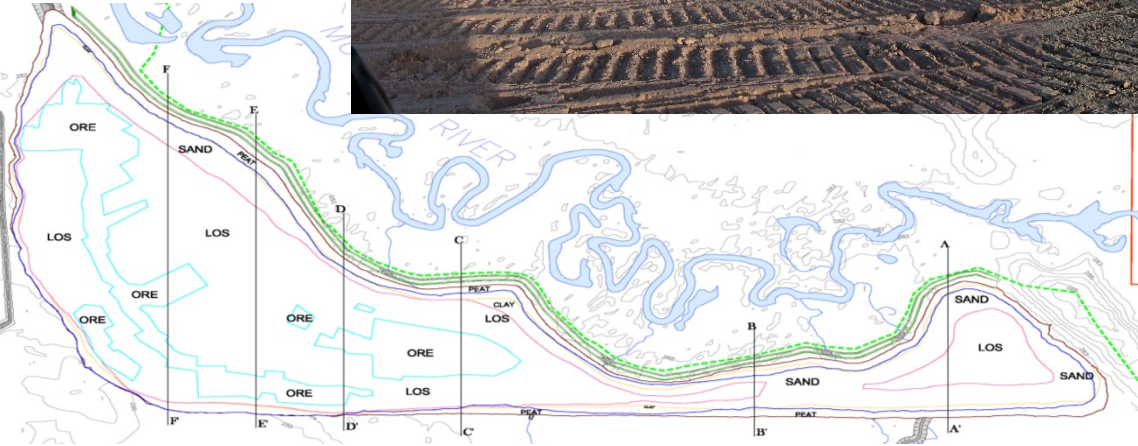 RIVER
F
E
D
C
B
A
ORE
SAND
PEAT
LOS
LOS
ORE
ORE
ORE
ORE
PEAT
CLAY
LOS
ORE
LOS
PEAT
SAND
PEAT
SAND
LOS
SAND
F'
E'
D'
C'
B'
A'